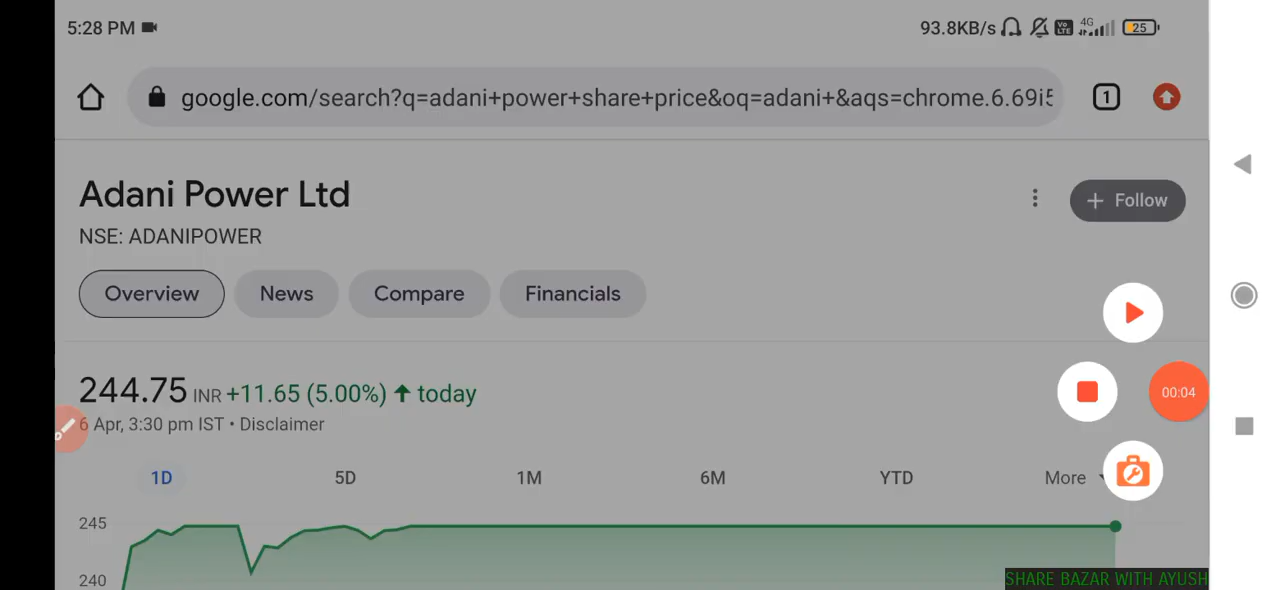 5:28 PM 93.8KB/s Vo LTE 4G 25
google.com/search?q=adani+power+share+price&oq=adani+&aqs=chrome.6.69i5 1
Adani Power Ltd
+ Follow
NSE: ADANIPOWER
Overview News Compare Financials
244.75 INR +11.65 (5.00%) ↑ today
00:04
6 Apr, 3:30 pm IST • Disclaimer
1D 5D 1M 6M YTD More
245
240
SHARE BAZAR WITH AYUSH